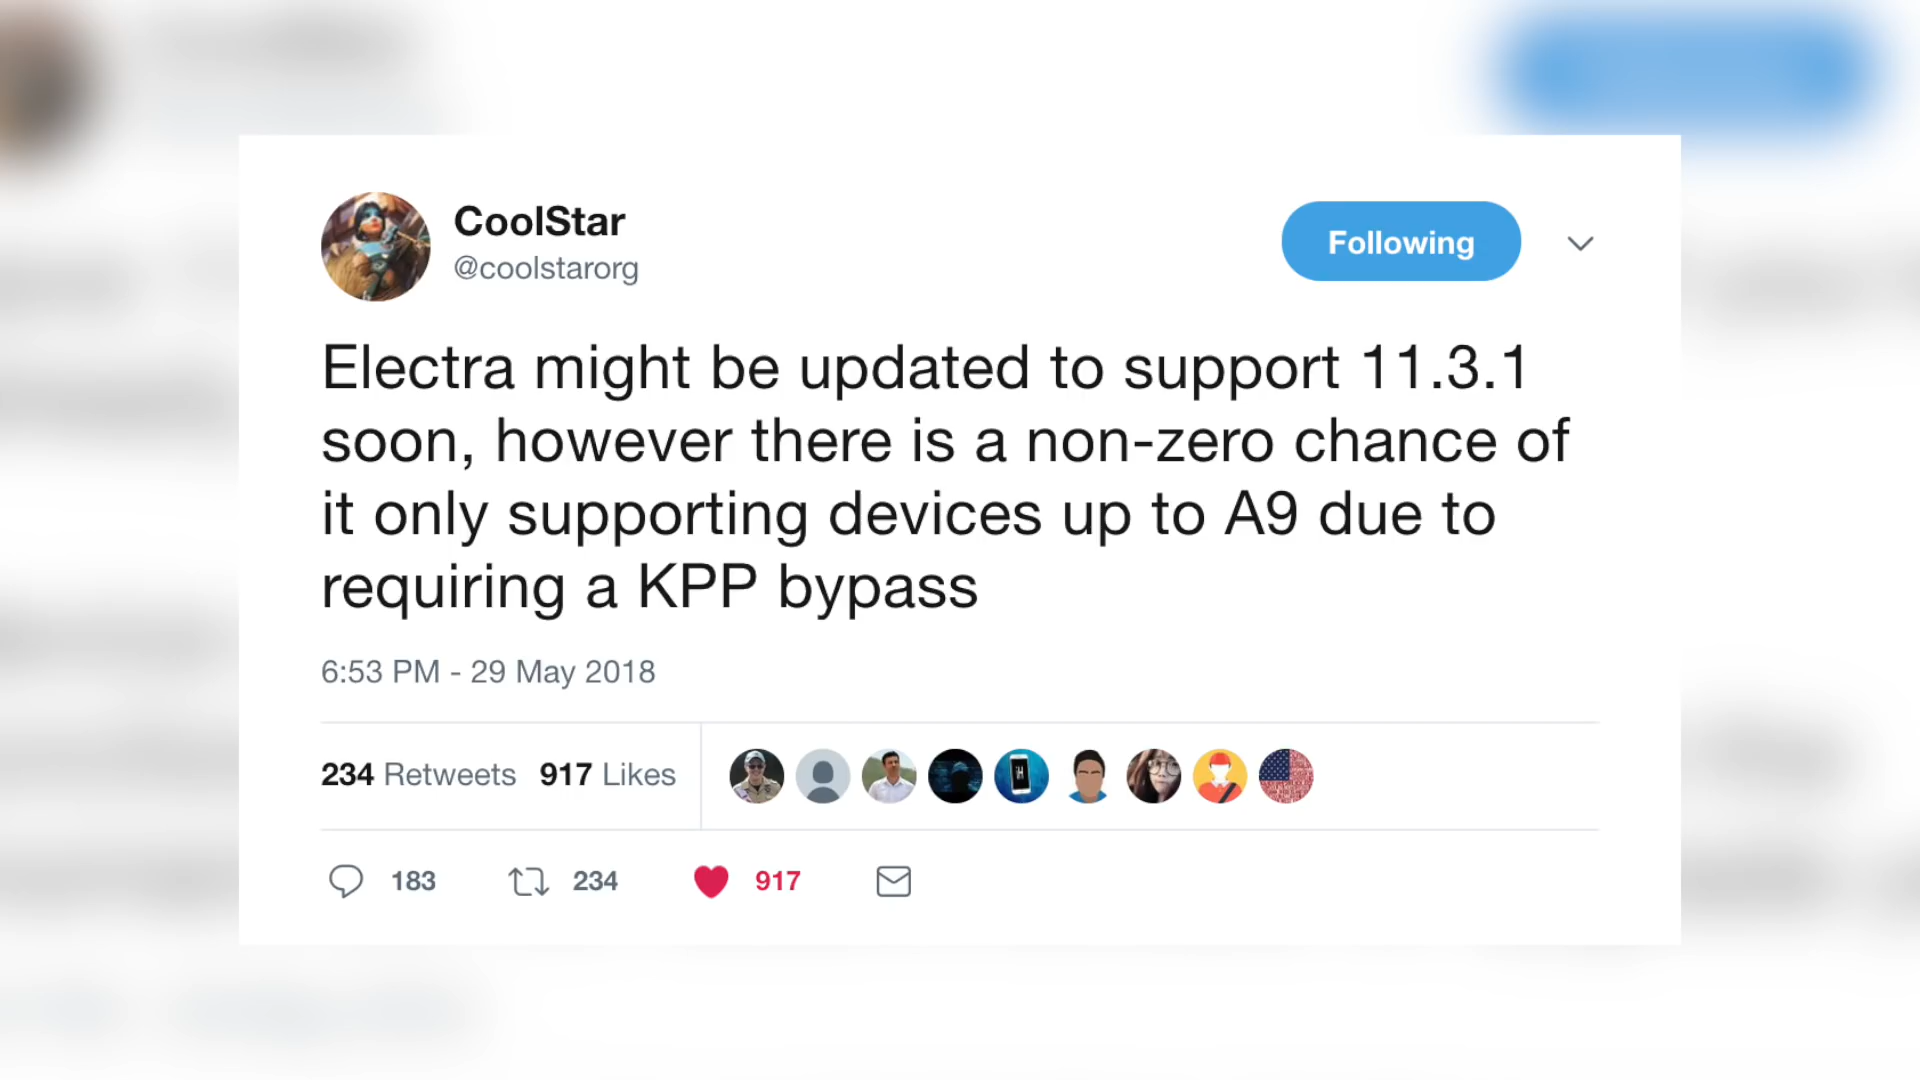 CoolStar
@coolstarorg
Following
Electra might be updated to support 11.3.1
soon, however there is a non-zero chance of
it only supporting devices up to A9 due to
requiring a KPP bypass
6:53 PM - 29 May 2018
234 Retweets 917 Likes
183 234 917